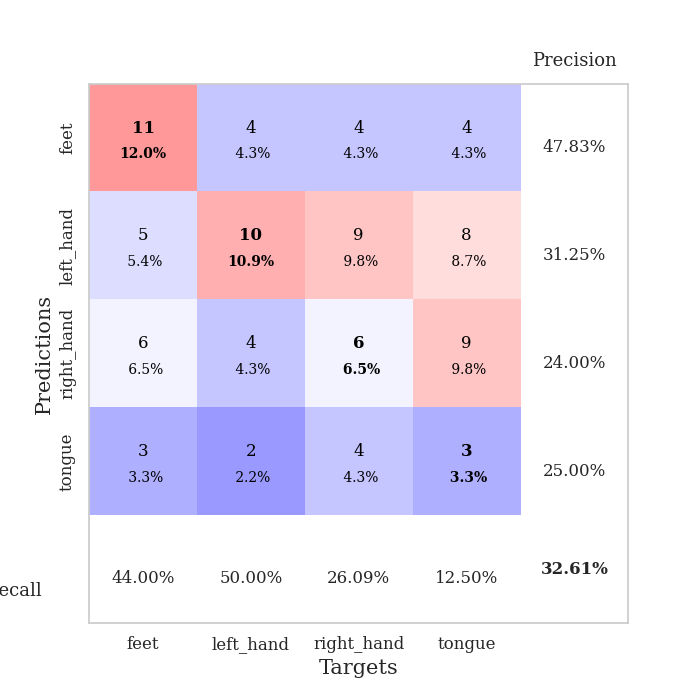 Precision
feet 11 4 4 4 47.83%
12.0% 4.3% 4.3% 4.3%
left_hand 5 10 9 8 31.25%
5.4% 10.9% 9.8% 8.7%
Predictions
right_hand 6 4 6 9 24.00%
6.5% 4.3% 6.5% 9.8%
tongue 3 2 4 3 25.00%
3.3% 2.2% 4.3% 3.3%
ecall 44.00% 50.00% 26.09% 12.50% 32.61%
feet left_hand right_hand tongue
Targets